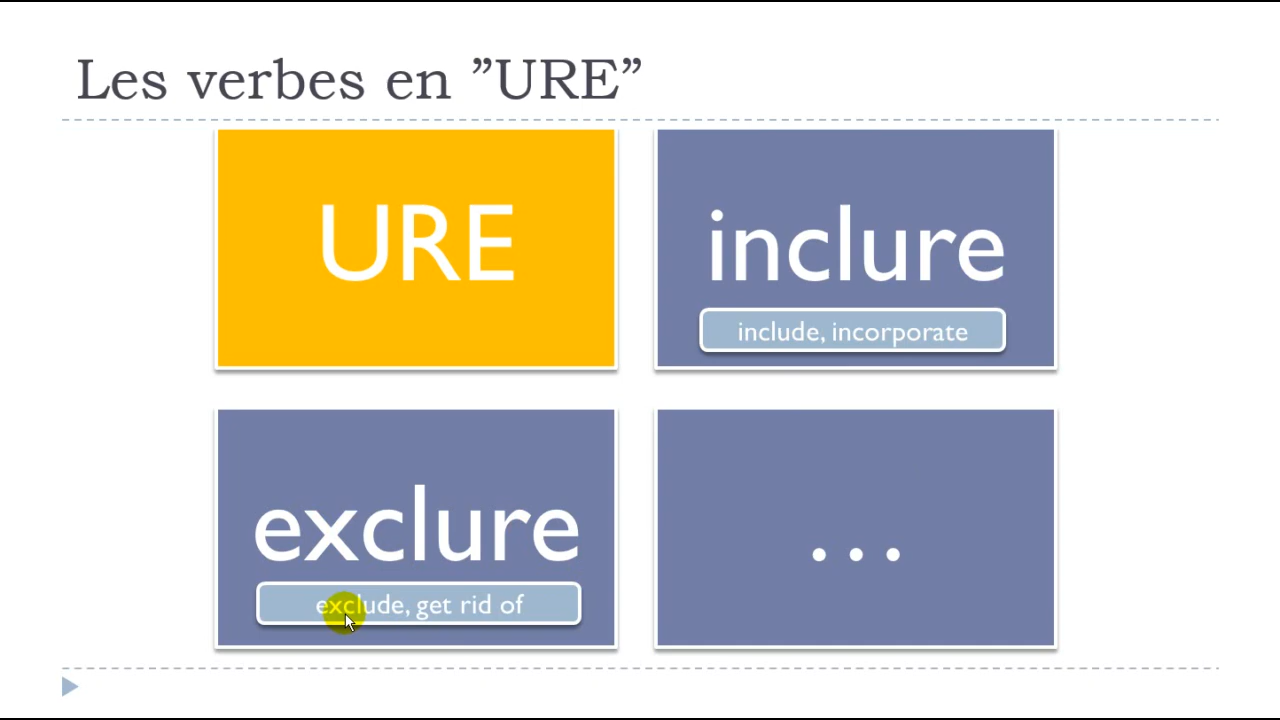 Les verbes en ”URE”
URE
inclure
include, incorporate
exclure
exclude, get rid of
...